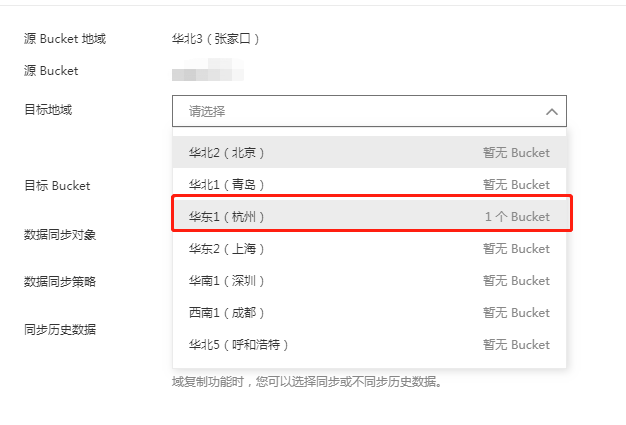 源 Bucket 地域 华北3（张家口）
源 Bucket
目标地域 请选择
华北2（北京） 暂无 Bucket
目标 Bucket 华北1（青岛） 暂无 Bucket
华东1（杭州） 1 个 Bucket
数据同步对象 华东2（上海） 暂无 Bucket
数据同步策略 华南1（深圳） 暂无 Bucket
西南1（成都） 暂无 Bucket
同步历史数据 华北5（呼和浩特） 暂无 Bucket
域复制功能时，您可以选择同步或不同步历史数据。